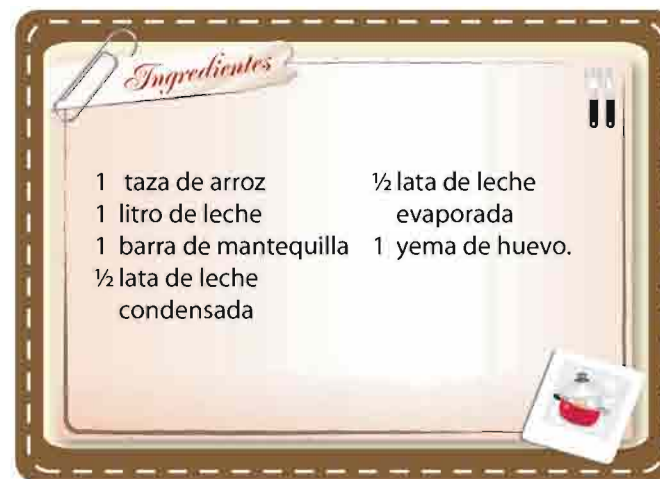 Ingredientes
1 taza de arroz
1 litro de leche
1 barra de mantequilla
½ lata de leche
condensada
½ lata de leche
evaporada
1 yema de huevo.